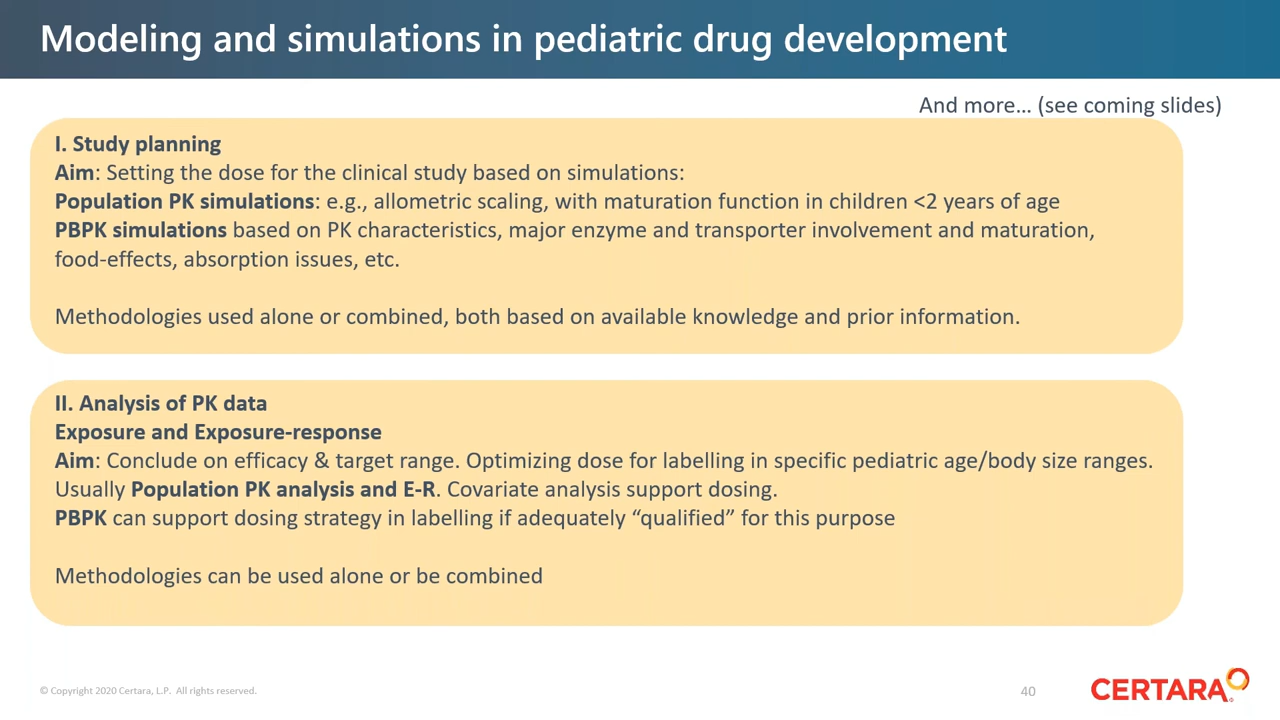 Modeling and simulations in pediatric drug development
And more… (see coming slides)
I. Study planning
Aim: Setting the dose for the clinical study based on simulations:
Population PK simulations: e.g., allometric scaling, with maturation function in children <2 years of age
PBPK simulations based on PK characteristics, major enzyme and transporter involvement and maturation,
food-effects, absorption issues, etc.
Methodologies used alone or combined, both based on available knowledge and prior information.
II. Analysis of PK data
Exposure and Exposure-response
Aim: Conclude on efficacy & target range. Optimizing dose for labelling in specific pediatric age/body size ranges.
Usually Population PK analysis and E-R. Covariate analysis support dosing.
PBPK can support dosing strategy in labelling if adequately “qualified” for this purpose
Methodologies can be used alone or be combined
© Copyright 2020 Certara, L.P. All rights reserved.
40
CERTARA